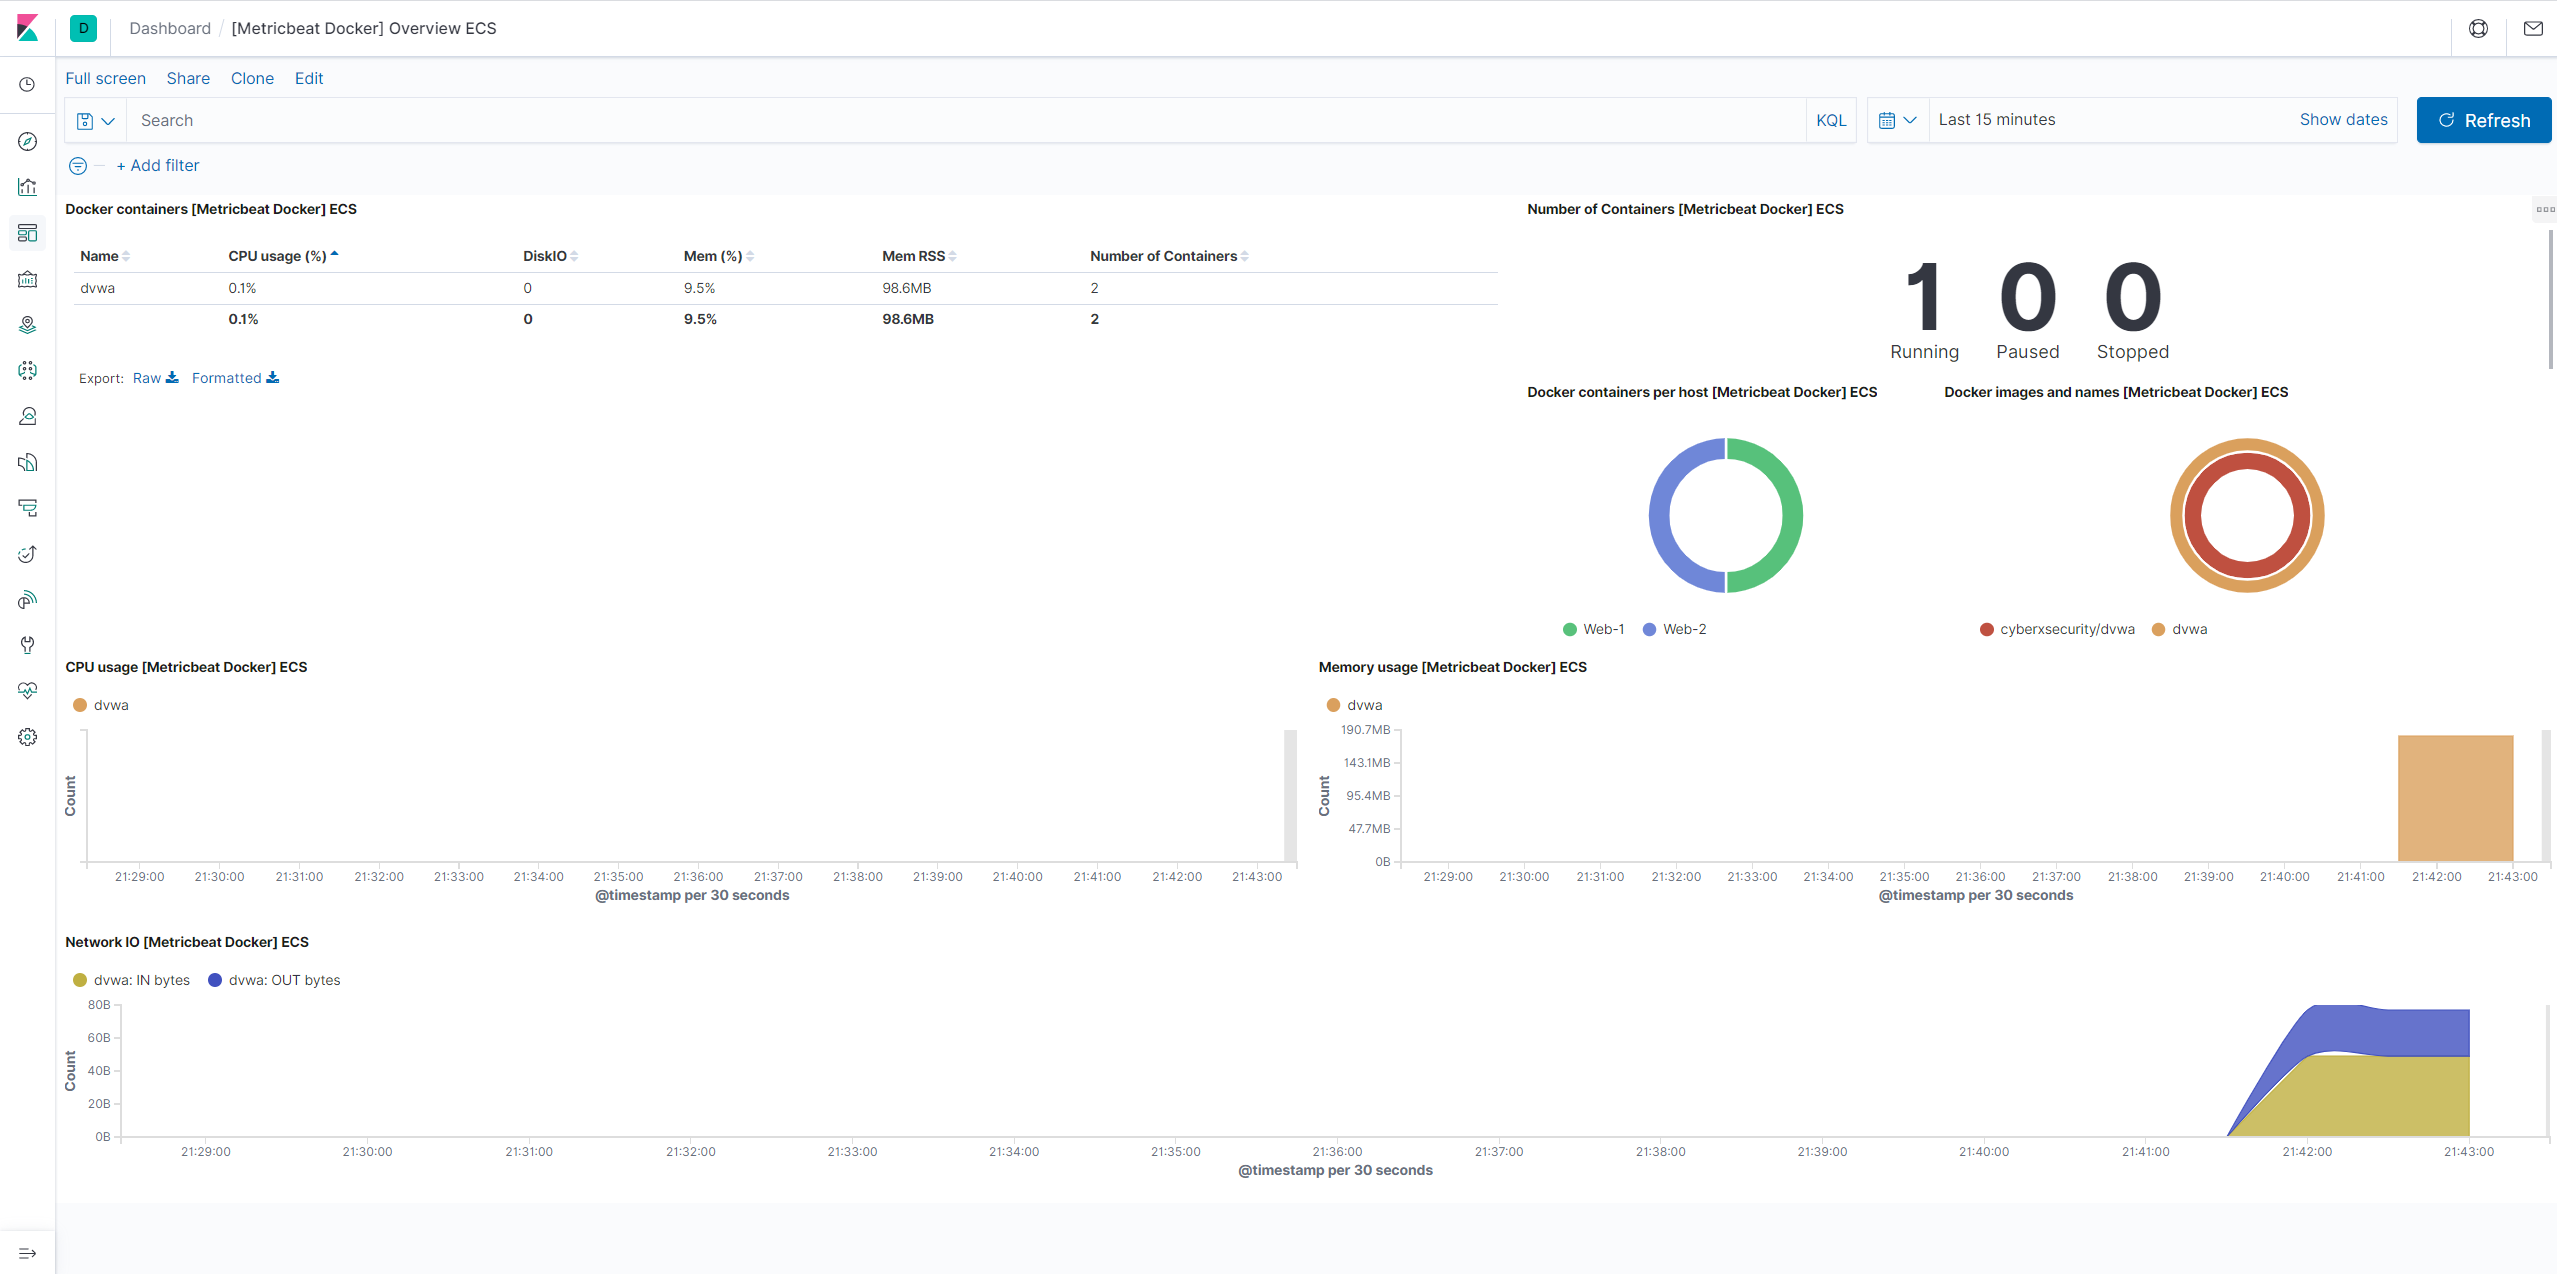 D Dashboard / [Metricbeat Docker] Overview ECS
Full screen Share Clone Edit
Search KQL Last 15 minutes Show dates Refresh
+ Add filter
Docker containers [Metricbeat Docker] ECS
Name CPU usage (%) DiskIO Mem (%) Mem RSS Number of Containers
dvwa 0.1% 0 9.5% 98.6MB 2
0.1% 0 9.5% 98.6MB 2
Export: Raw Formatted
Number of Containers [Metricbeat Docker] ECS
1 0 0
Running Paused Stopped
Docker containers per host [Metricbeat Docker] ECS
Web-1 Web-2
Docker images and names [Metricbeat Docker] ECS
cyberxsecurity/dvwa dvwa
CPU usage [Metricbeat Docker] ECS
dvwa
Count
21:29:00 21:30:00 21:31:00 21:32:00 21:33:00 21:34:00 21:35:00 21:36:00 21:37:00 21:38:00 21:39:00 21:40:00 21:41:00 21:42:00 21:43:00
@timestamp per 30 seconds
Memory usage [Metricbeat Docker] ECS
dvwa
190.7MB
143.1MB
95.4MB
47.7MB
0B
Count
21:29:00 21:30:00 21:31:00 21:32:00 21:33:00 21:34:00 21:35:00 21:36:00 21:37:00 21:38:00 21:39:00 21:40:00 21:41:00 21:42:00 21:43:00
@timestamp per 30 seconds
Network IO [Metricbeat Docker] ECS
dvwa: IN bytes dvwa: OUT bytes
80B
60B
40B
20B
0B
Count
21:29:00 21:30:00 21:31:00 21:32:00 21:33:00 21:34:00 21:35:00 21:36:00 21:37:00 21:38:00 21:39:00 21:40:00 21:41:00 21:42:00 21:43:00
@timestamp per 30 seconds